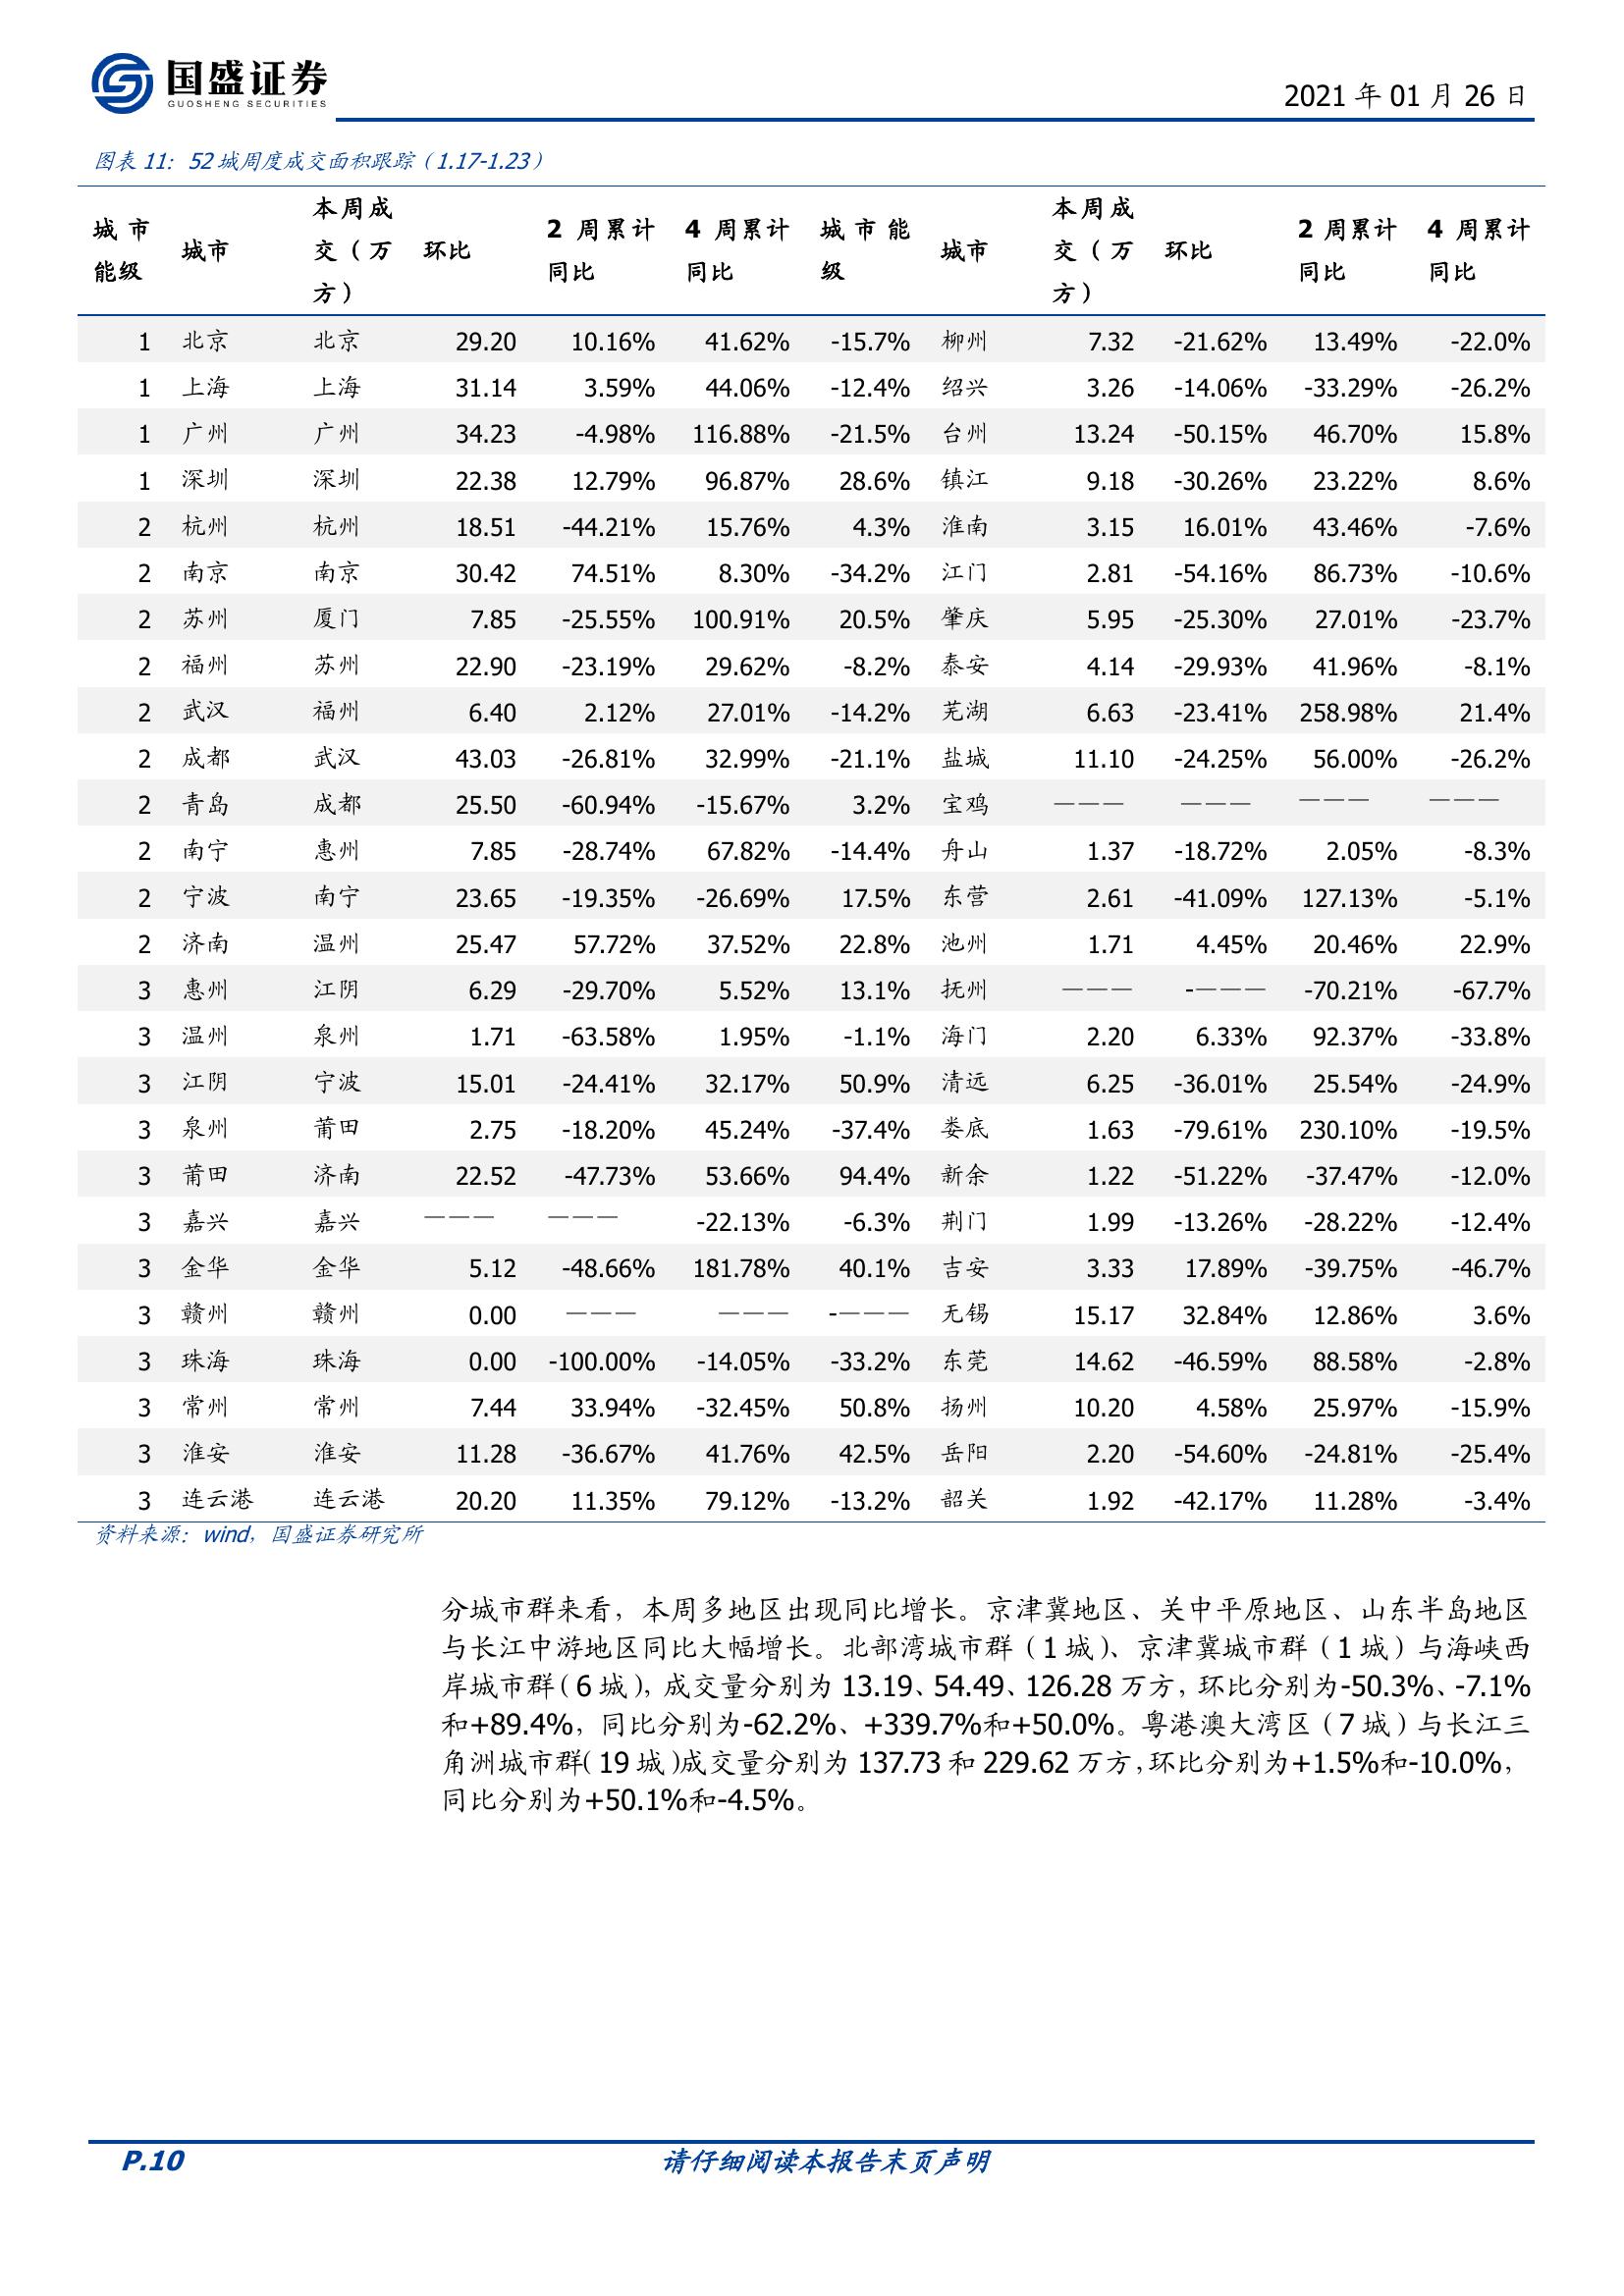 国盛证券
GUOSHENG SECURITIES
2021 年 01 月 26 日
图表 11：52 城周度成交面积跟踪（1.17-1.23）
城市能级 城市 本周成交（万方） 环比 2 周累计同比 4 周累计同比 城市能级 城市 本周成交（万方） 环比 2 周累计同比 4 周累计同比
1 北京 北京 29.20 10.16% 41.62% -15.7% 柳州 7.32 -21.62% 13.49% -22.0%
1 上海 上海 31.14 3.59% 44.06% -12.4% 绍兴 3.26 -14.06% -33.29% -26.2%
1 广州 广州 34.23 -4.98% 116.88% -21.5% 台州 13.24 -50.15% 46.70% 15.8%
1 深圳 深圳 22.38 12.79% 96.87% 28.6% 镇江 9.18 -30.26% 23.22% 8.6%
2 杭州 杭州 18.51 -44.21% 15.76% 4.3% 淮南 3.15 16.01% 43.46% -7.6%
2 南京 南京 30.42 74.51% 8.30% -34.2% 江门 2.81 -54.16% 86.73% -10.6%
2 苏州 厦门 7.85 -25.55% 100.91% 20.5% 肇庆 5.95 -25.30% 27.01% -23.7%
2 福州 苏州 22.90 -23.19% 29.62% -8.2% 泰安 4.14 -29.93% 41.96% -8.1%
2 武汉 福州 6.40 2.12% 27.01% -14.2% 芜湖 6.63 -23.41% 258.98% 21.4%
2 成都 武汉 43.03 -26.81% 32.99% -21.1% 盐城 11.10 -24.25% 56.00% -26.2%
2 青岛 成都 25.50 -60.94% -15.67% 3.2% 宝鸡 ——— ——— ——— ———
2 南宁 惠州 7.85 -28.74% 67.82% -14.4% 舟山 1.37 -18.72% 2.05% -8.3%
2 宁波 南宁 23.65 -19.35% -26.69% 17.5% 东营 2.61 -41.09% 127.13% -5.1%
2 济南 温州 25.47 57.72% 37.52% 22.8% 池州 1.71 4.45% 20.46% 22.9%
3 惠州 江阴 6.29 -29.70% 5.52% 13.1% 抚州 ——— -——— -70.21% -67.7%
3 温州 泉州 1.71 -63.58% 1.95% -1.1% 海门 2.20 6.33% 92.37% -33.8%
3 江阴 宁波 15.01 -24.41% 32.17% 50.9% 清远 6.25 -36.01% 25.54% -24.9%
3 泉州 莆田 2.75 -18.20% 45.24% -37.4% 娄底 1.63 -79.61% 230.10% -19.5%
3 莆田 济南 22.52 -47.73% 53.66% 94.4% 新余 1.22 -51.22% -37.47% -12.0%
3 嘉兴 嘉兴 ——— ——— -22.13% -6.3% 荆门 1.99 -13.26% -28.22% -12.4%
3 金华 金华 5.12 -48.66% 181.78% 40.1% 吉安 3.33 17.89% -39.75% -46.7%
3 赣州 赣州 0.00 ——— ——— -——— 无锡 15.17 32.84% 12.86% 3.6%
3 珠海 珠海 0.00 -100.00% -14.05% -33.2% 东莞 14.62 -46.59% 88.58% -2.8%
3 常州 常州 7.44 33.94% -32.45% 50.8% 扬州 10.20 4.58% 25.97% -15.9%
3 淮安 淮安 11.28 -36.67% 41.76% 42.5% 岳阳 2.20 -54.60% -24.81% -25.4%
3 连云港 连云港 20.20 11.35% 79.12% -13.2% 韶关 1.92 -42.17% 11.28% -3.4%
资料来源：wind，国盛证券研究所
分城市群来看，本周多地区出现同比增长。京津冀地区、关中平原地区、山东半岛地区
与长江中游地区同比大幅增长。北部湾城市群（1 城）、京津冀城市群（1 城）与海峡西
岸城市群（6 城），成交量分别为 13.19、54.49、126.28 万方，环比分别为-50.3%、-7.1%
和+89.4%，同比分别为-62.2%、+339.7%和+50.0%。粤港澳大湾区（7 城）与长江三
角洲城市群（19 城）成交量分别为 137.73 和 229.62 万方，环比分别为+1.5%和-10.0%，
同比分别为+50.1%和-4.5%。
P.10 请仔细阅读本报告末页声明